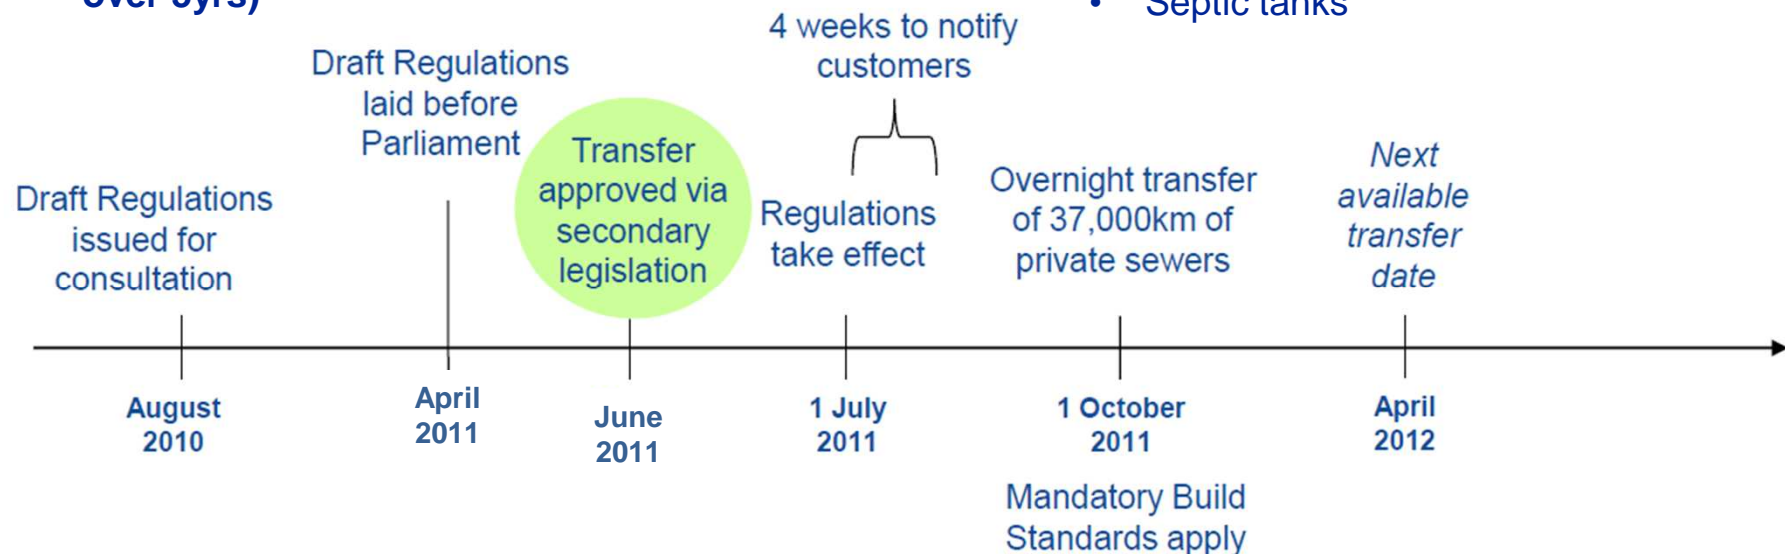 over 5yrs)
• Septic tanks
Draft Regulations
issued for
consultation
Draft Regulations
laid before
Parliament
Transfer
approved via
secondary
legislation
4 weeks to notify
customers
Regulations
take effect
Overnight transfer
of 37,000km of
private sewers
Next
available
transfer
date
August
2010
April
2011
June
2011
1 July
2011
1 October
2011
April
2012
Mandatory Build
Standards apply